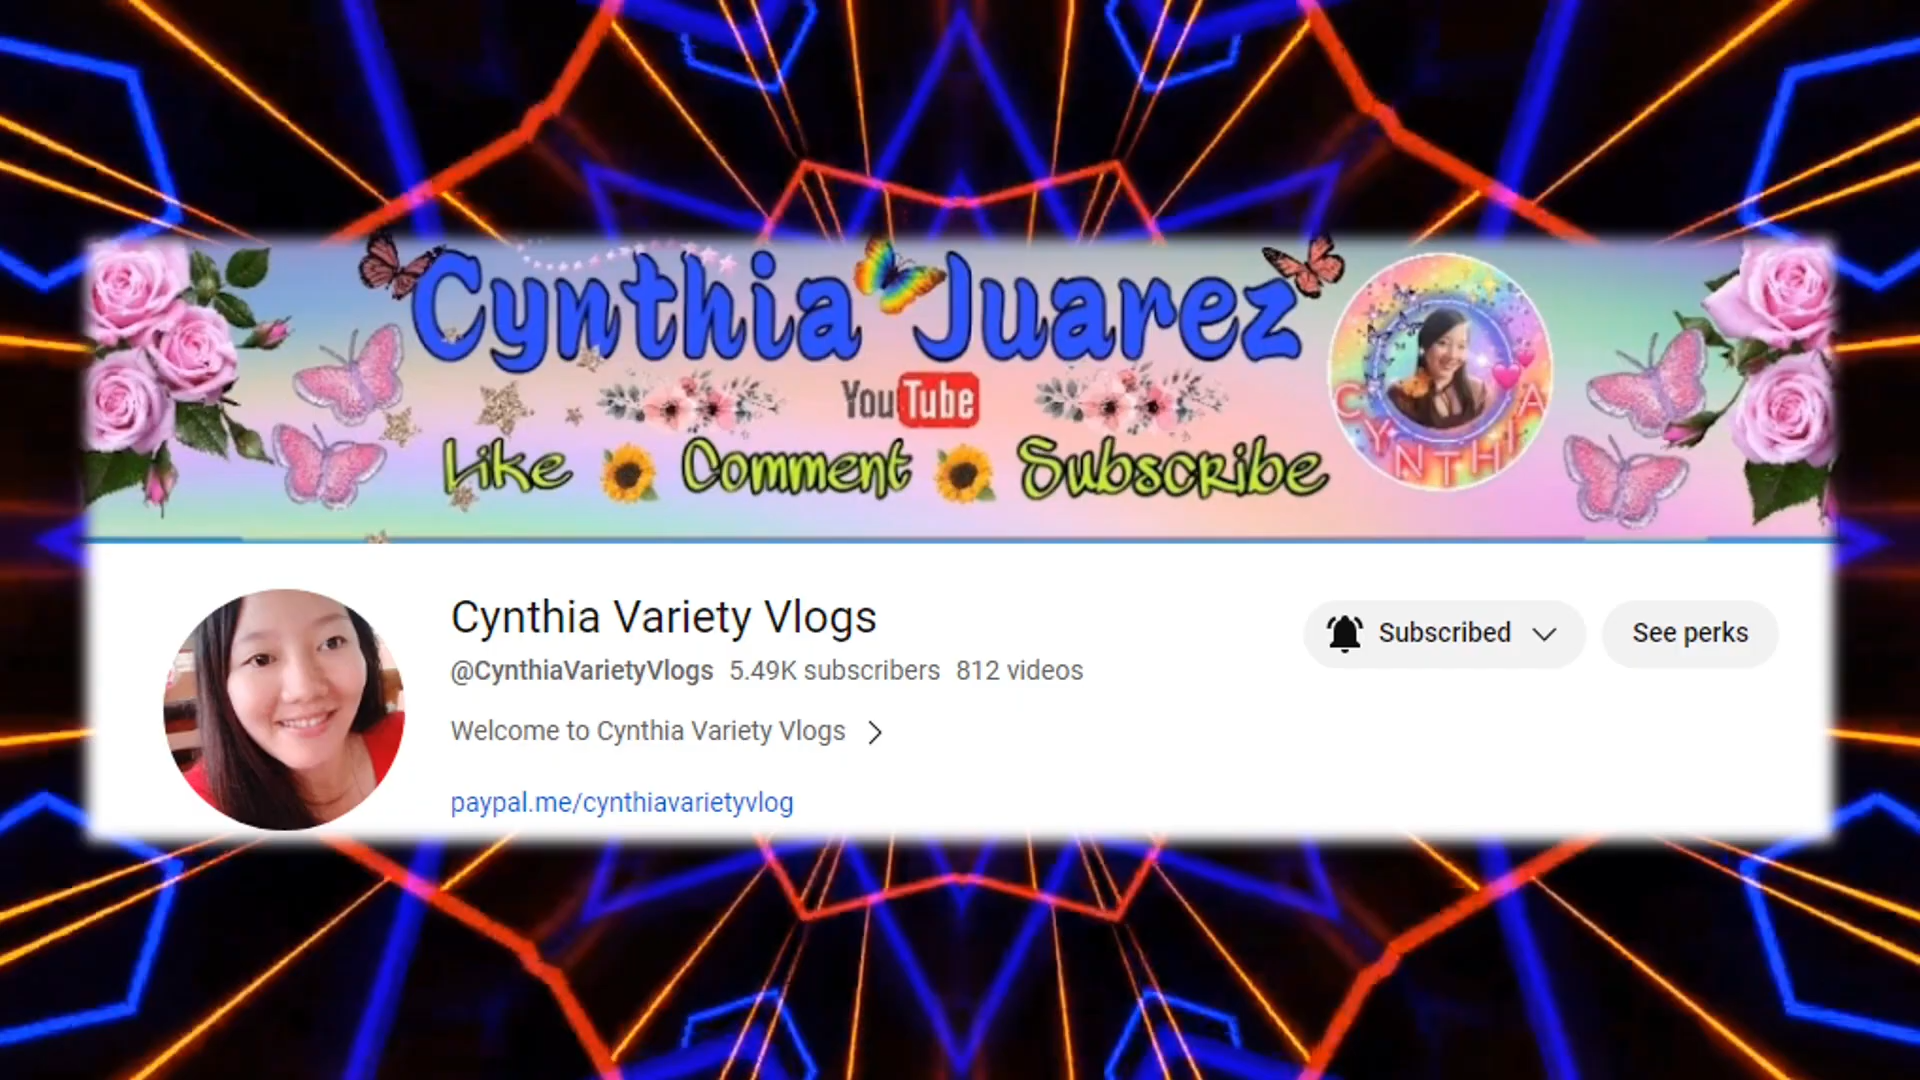 Cynthia Juarez
YouTube
Like Comment Subscribe
CYNTHIA
Cynthia Variety Vlogs
@CynthiaVarietyVlogs 5.49K subscribers 812 videos
Subscribed
See perks
Welcome to Cynthia Variety Vlogs
paypal.me/cynthiavarietyvlog